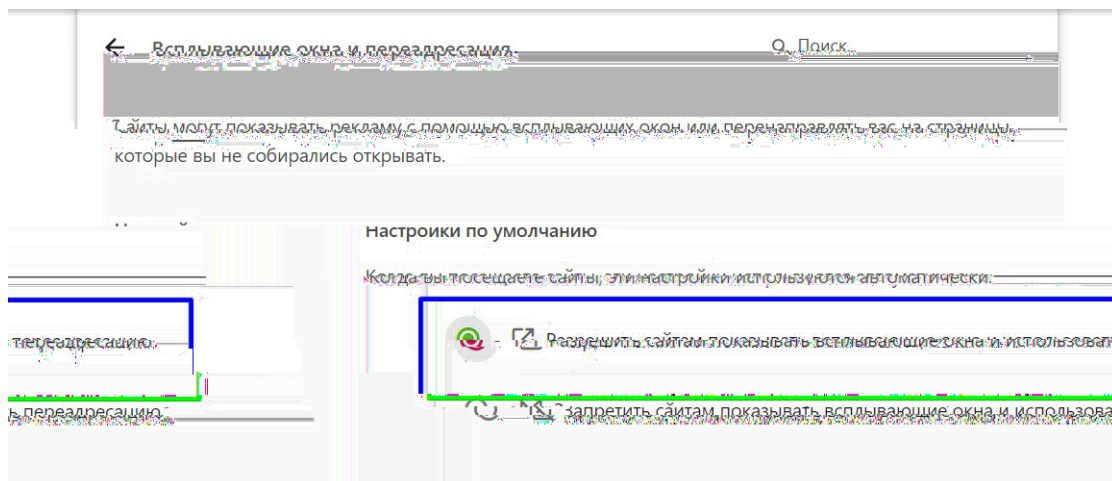 Всплывающие окна и переадресация
Поиск
Сайты могут показывать рекламу с помощью всплывающих окон или перенаправлять вас на страницы,
которые вы не собирались открывать.
Настройки по умолчанию
Когда вы посещаете сайты, эти настройки используются автоматически.
переадресацию.
Разрешить сайтам показывать всплывающие окна и использоват
ь переадресацию.
Запретить сайтам показывать всплывающие окна и использова